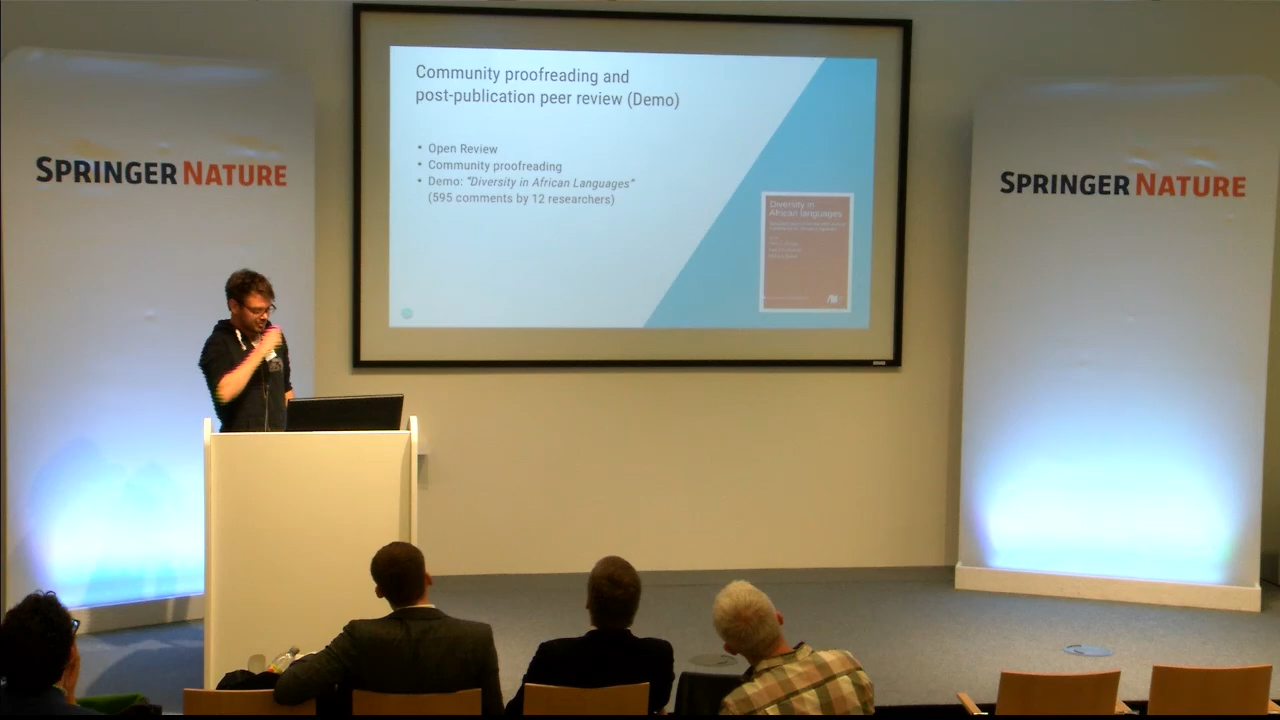 SPRINGER NATURE
Community proofreading and
post-publication peer review (Demo)
• Open Review
• Community proofreading
• Demo: "Diversity in African Languages"
(595 comments by 12 researchers)
Diversity in
African languages
SPRINGER NATURE